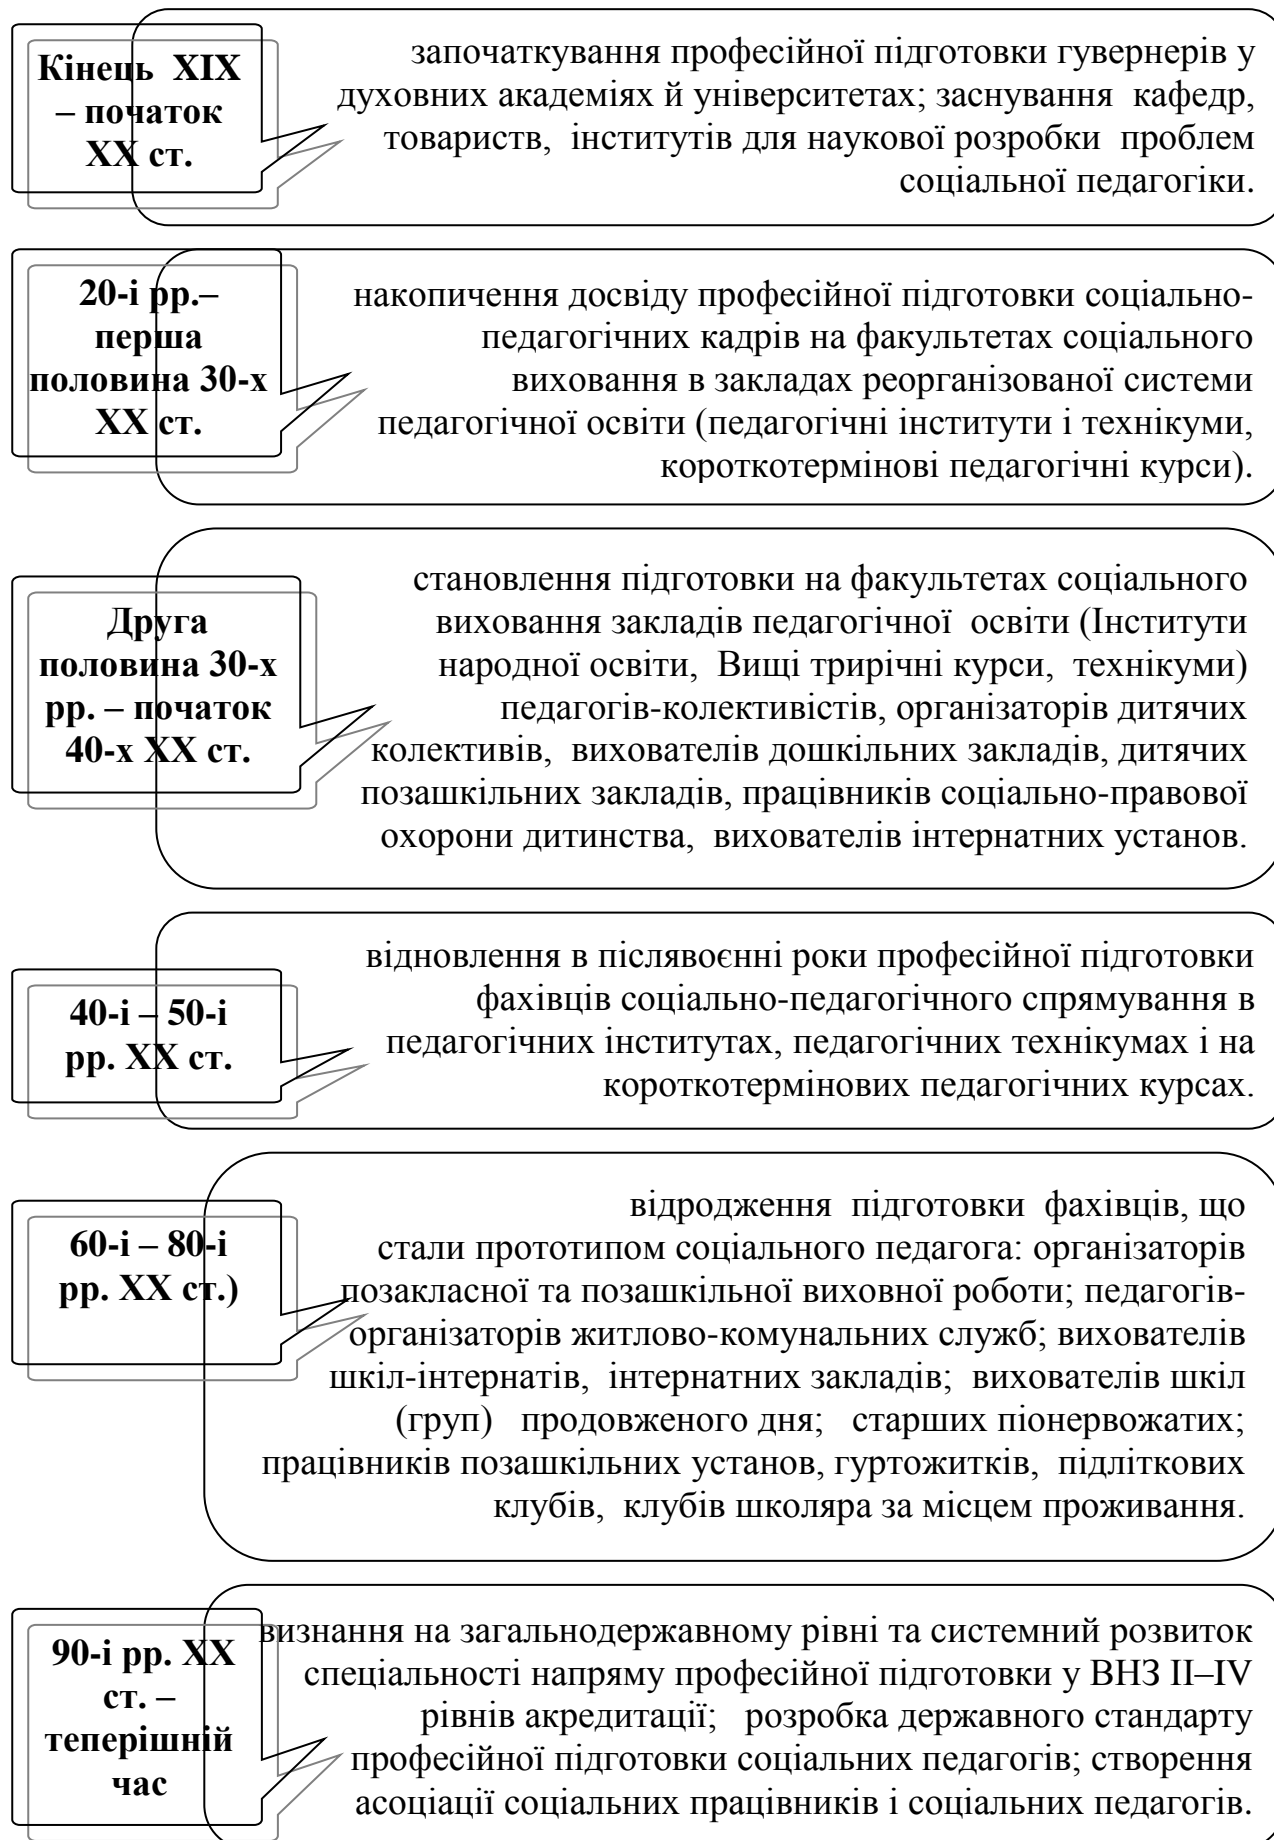 Кінець XIX
– початок
XX ст.
започаткування професійної підготовки гувернерів у
духовних академіях й університетах; заснування кафедр,
товариств, інститутів для наукової розробки проблем
соціальної педагогіки.
20-і рр.–
перша
половина 30-х
XX ст.
накопичення досвіду професійної підготовки соціально-
педагогічних кадрів на факультетах соціального
виховання в закладах реорганізованої системи
педагогічної освіти (педагогічні інститути і технікуми,
короткотермінові педагогічні курси).
Друга
половина 30-х
рр. – початок
40-х XX ст.
становлення підготовки на факультетах соціального
виховання закладів педагогічної освіти (Інститути
народної освіти, Вищі трирічні курси, технікуми)
педагогів-колективістів, організаторів дитячих
колективів, вихователів дошкільних закладів, дитячих
позашкільних закладів, працівників соціально-правової
охорони дитинства, вихователів інтернатних установ.
40-і – 50-і
рр. XX ст.
відновлення в післявоєнні роки професійної підготовки
фахівців соціально-педагогічного спрямування в
педагогічних інститутах, педагогічних технікумах і на
короткотермінових педагогічних курсах.
60-і – 80-і
рр. XX ст.)
відродження підготовки фахівців, що
стали прототипом соціального педагога: організаторів
позакласної та позашкільної виховної роботи; педагогів-
організаторів житлово-комунальних служб; вихователів
шкіл-інтернатів, інтернатних закладів; вихователів шкіл
(груп) продовженого дня; старших піонервожатих;
працівників позашкільних установ, гуртожитків, підліткових
клубів, клубів школяра за місцем проживання.
90-і рр. XX
ст. –
теперішній
час
визнання на загальнодержавному рівні та системний розвиток
спеціальності напряму професійної підготовки у ВНЗ II–IV
рівнів акредитації; розробка державного стандарту
професійної підготовки соціальних педагогів; створення
асоціації соціальних працівників і соціальних педагогів.